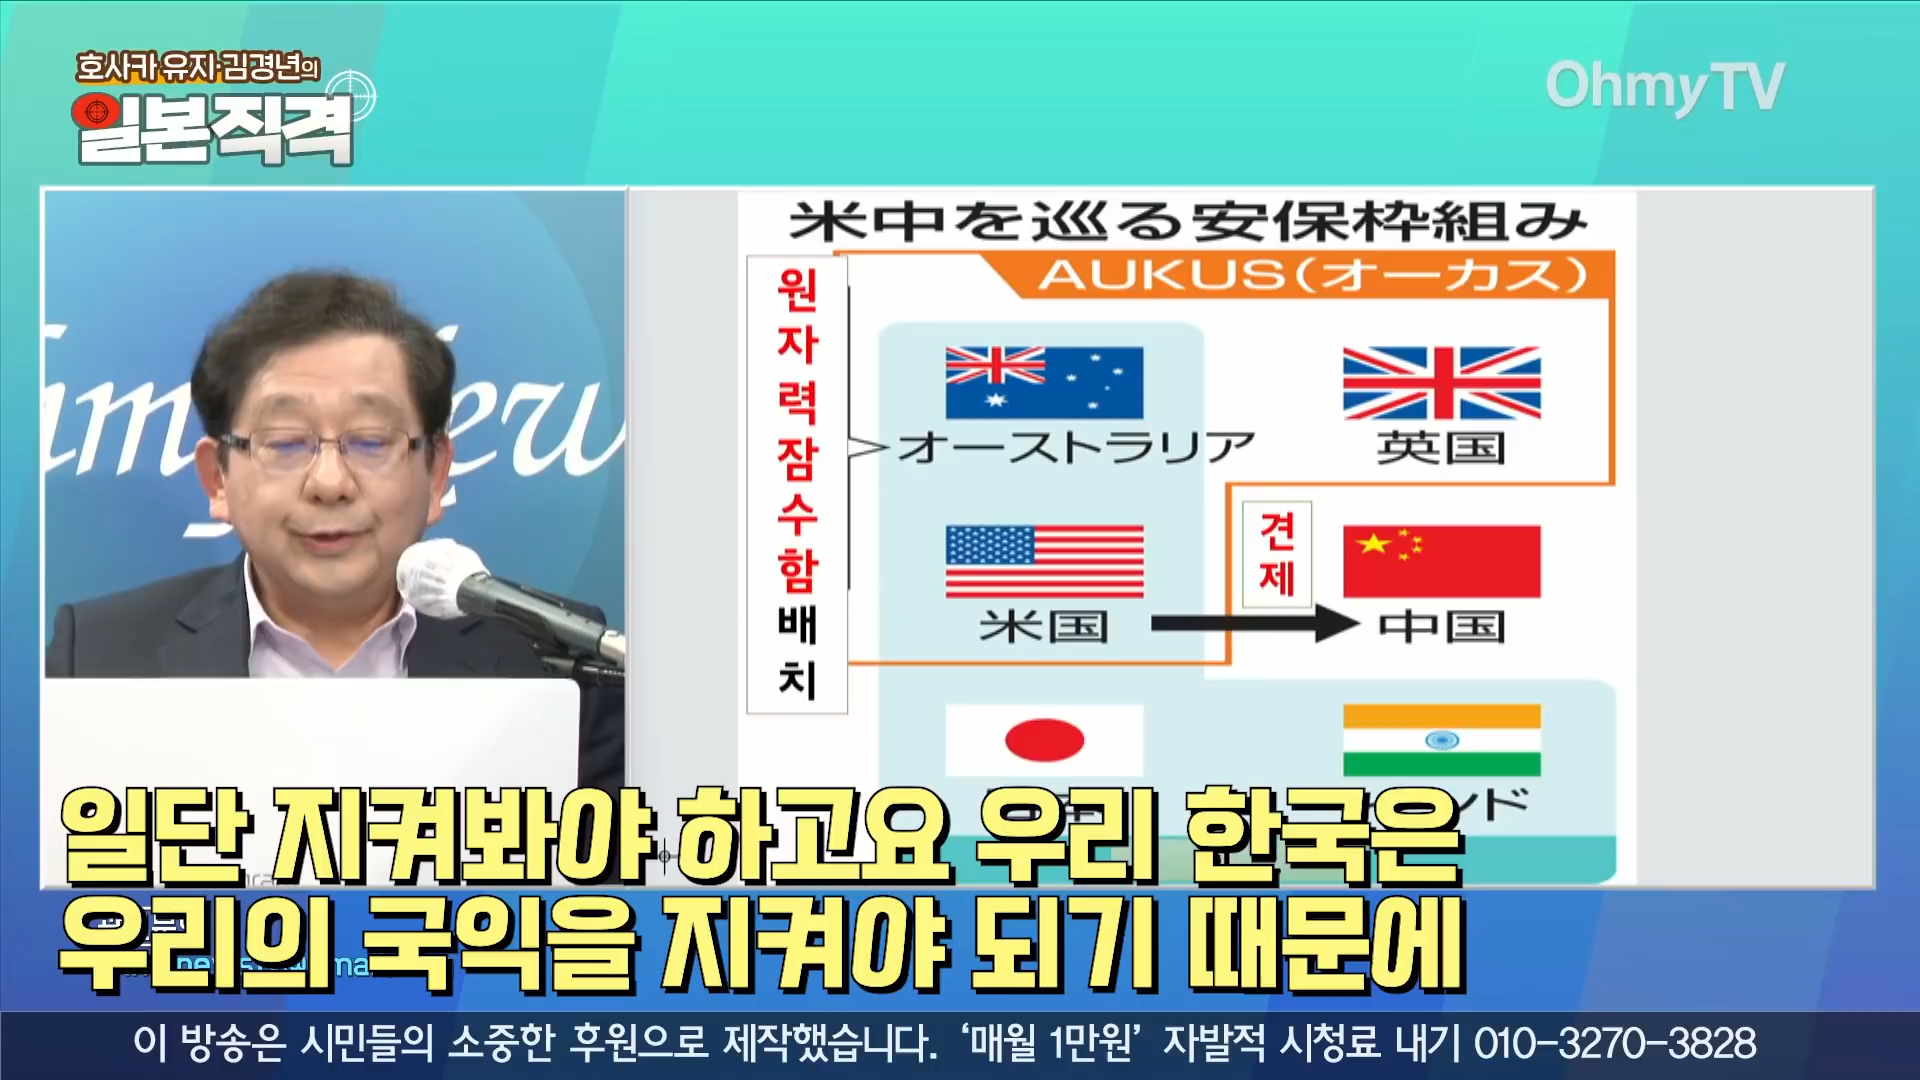 호사카 유지·김경년의
일본 직격
OhmyTV
米中を巡る安保枠組み
AUKUS(オーカス)
원자력잠수함배치
オーストラリア
英国
견제
米国
中国
일단 지켜봐야 하고요 우리 한국은
우리의 국익을 지켜야 되기 때문에
이 방송은 시민들의 소중한 후원으로 제작했습니다. ‘매월 1만원’ 자발적 시청료 내기 010-3270-3828